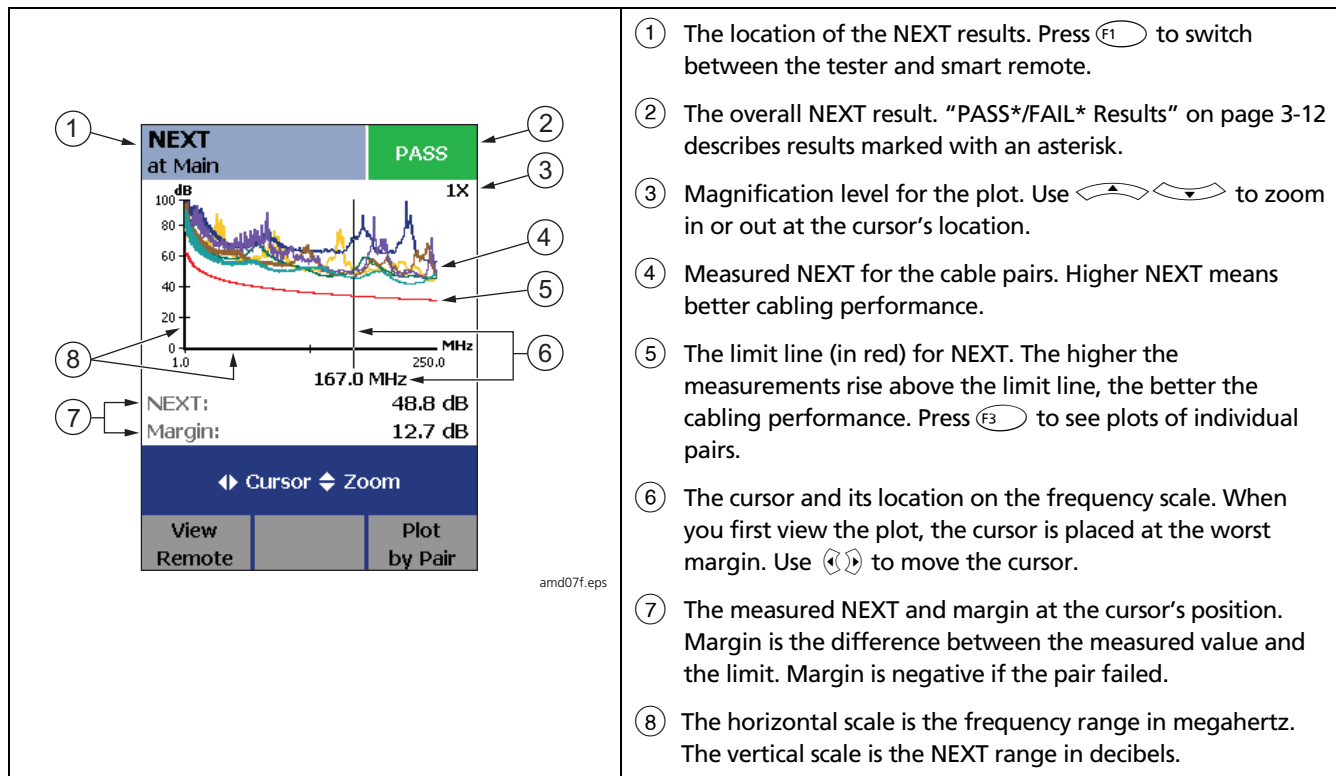 1
NEXT
at Main
PASS
2
3
1X
dB
100
80
60
40
20
0
4
5
6
8
MHz
1.0
250.0
167.0 MHz
7
NEXT:
48.8 dB
Margin:
12.7 dB
Cursor Zoom
View
Remote
Plot
by Pair
amd07f.eps
1 The location of the NEXT results. Press F1 to switch
between the tester and smart remote.
2 The overall NEXT result. “PASS*/FAIL* Results” on page 3-12
describes results marked with an asterisk.
3 Magnification level for the plot. Use to zoom
in or out at the cursor’s location.
4 Measured NEXT for the cable pairs. Higher NEXT means
better cabling performance.
5 The limit line (in red) for NEXT. The higher the
measurements rise above the limit line, the better the
cabling performance. Press F3 to see plots of individual
pairs.
6 The cursor and its location on the frequency scale. When
you first view the plot, the cursor is placed at the worst
margin. Use to move the cursor.
7 The measured NEXT and margin at the cursor’s position.
Margin is the difference between the measured value and
the limit. Margin is negative if the pair failed.
8 The horizontal scale is the frequency range in megahertz.
The vertical scale is the NEXT range in decibels.